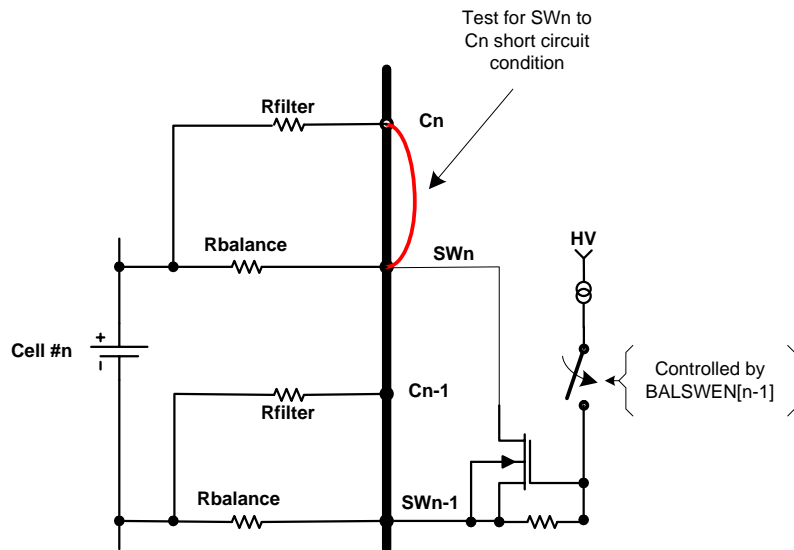 Test for SWn to
Cn short circuit
condition
Rfilter
Cn
Rbalance
SWn
HV
+
Cell #n
Controlled by
BALSWEN[n-1]
Cn-1
Rfilter
Rbalance
SWn-1